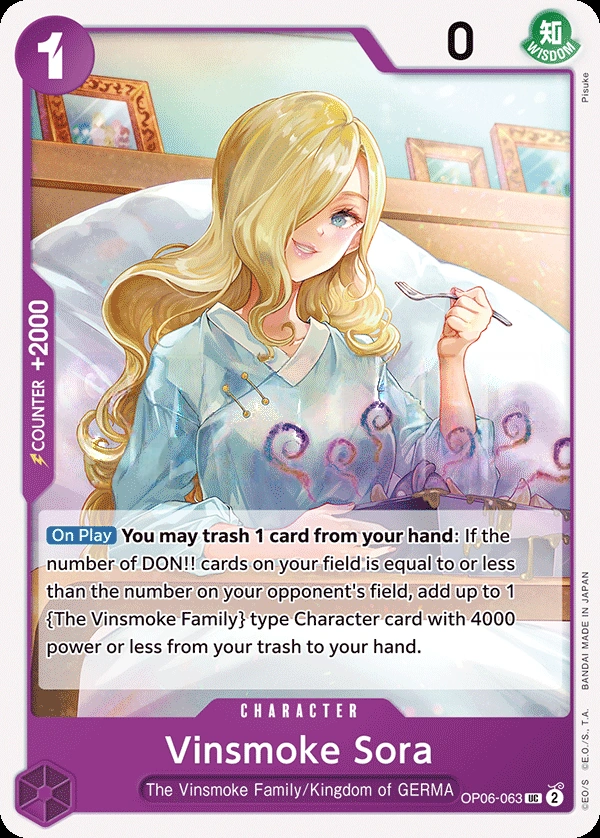 1
0
知
WISDOM
Pisuke
COUNTER +2000
On Play You may trash 1 card from your hand: If the
number of DON!! cards on your field is equal to or less
than the number on your opponent's field, add up to 1
{The Vinsmoke Family} type Character card with 4000
power or less from your trash to your hand.
CHARACTER
Vinsmoke Sora
The Vinsmoke Family/Kingdom of GERMA
OP06-063 UC 2
©EO/S ©E.O./S., T.A. BANDAI MADE IN JAPAN